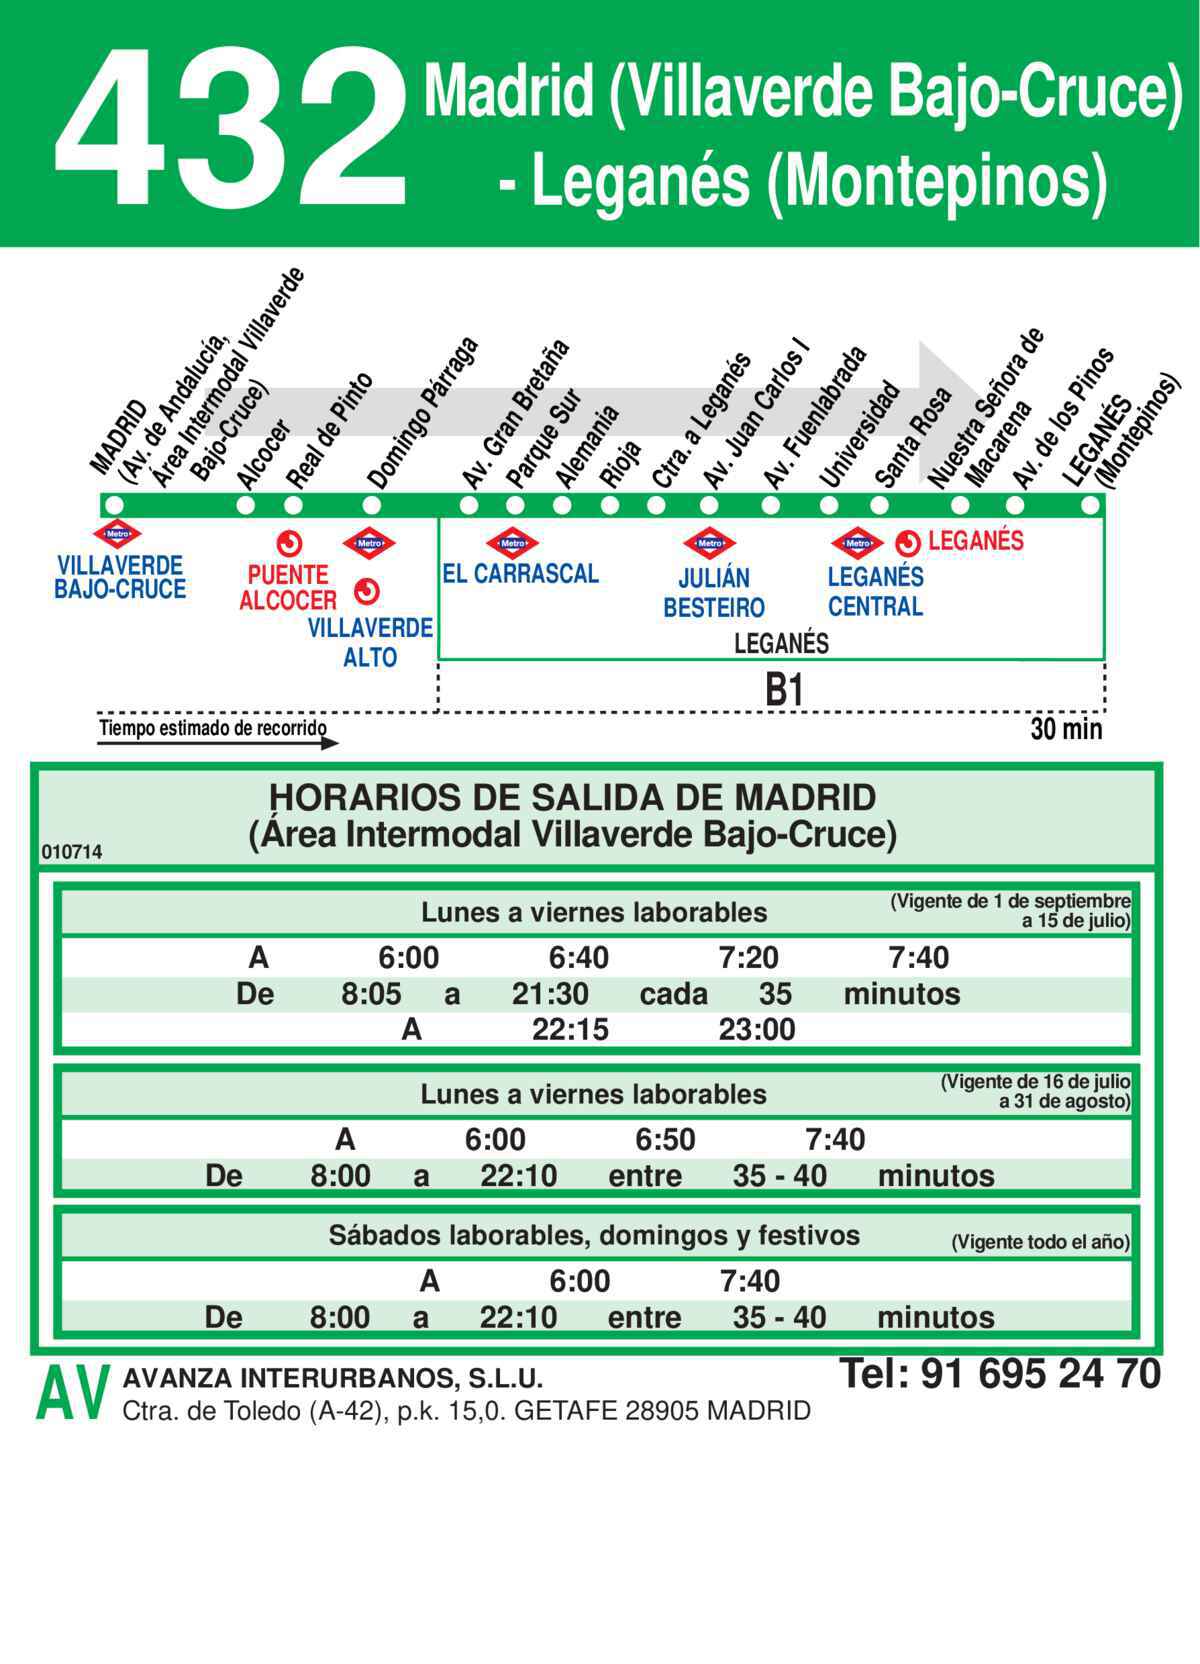 432
Madrid (Villaverde Bajo-Cruce)
- Leganés (Montepinos)
MADRID
(Av. de Andalucía,
Área Intermodal Villaverde
Bajo-Cruce)
Alcocer
Real de Pinto
Domingo Párraga
Av. Gran Bretaña
Parque Sur
Alemania
Rioja
Ctra. a Leganés
Av. Juan Carlos I
Av. Fuenlabrada
Universidad
Santa Rosa
Nuestra Señora de
Macarena
Av. de los Pinos
LEGANÉS
(Montepinos)
Metro
VILLAVERDE
BAJO-CRUCE
PUENTE
ALCOCER
Metro
VILLAVERDE
ALTO
Metro
EL CARRASCAL
Metro
JULIÁN
BESTEIRO
Metro
LEGANÉS
CENTRAL
LEGANÉS
LEGANÉS
B1
Tiempo estimado de recorrido
30 min
HORARIOS DE SALIDA DE MADRID
(Área Intermodal Villaverde Bajo-Cruce)
010714
Lunes a viernes laborables
(Vigente de 1 de septiembre
a 15 de julio)
A 6:00 6:40 7:20 7:40
De 8:05 a 21:30 cada 35 minutos
A 22:15 23:00
Lunes a viernes laborables
(Vigente de 16 de julio
a 31 de agosto)
A 6:00 6:50 7:40
De 8:00 a 22:10 entre 35 - 40 minutos
Sábados laborables, domingos y festivos
(Vigente todo el año)
A 6:00 7:40
De 8:00 a 22:10 entre 35 - 40 minutos
AV
AVANZA INTERURBANOS, S.L.U.
Ctra. de Toledo (A-42), p.k. 15,0. GETAFE 28905 MADRID
Tel: 91 695 24 70